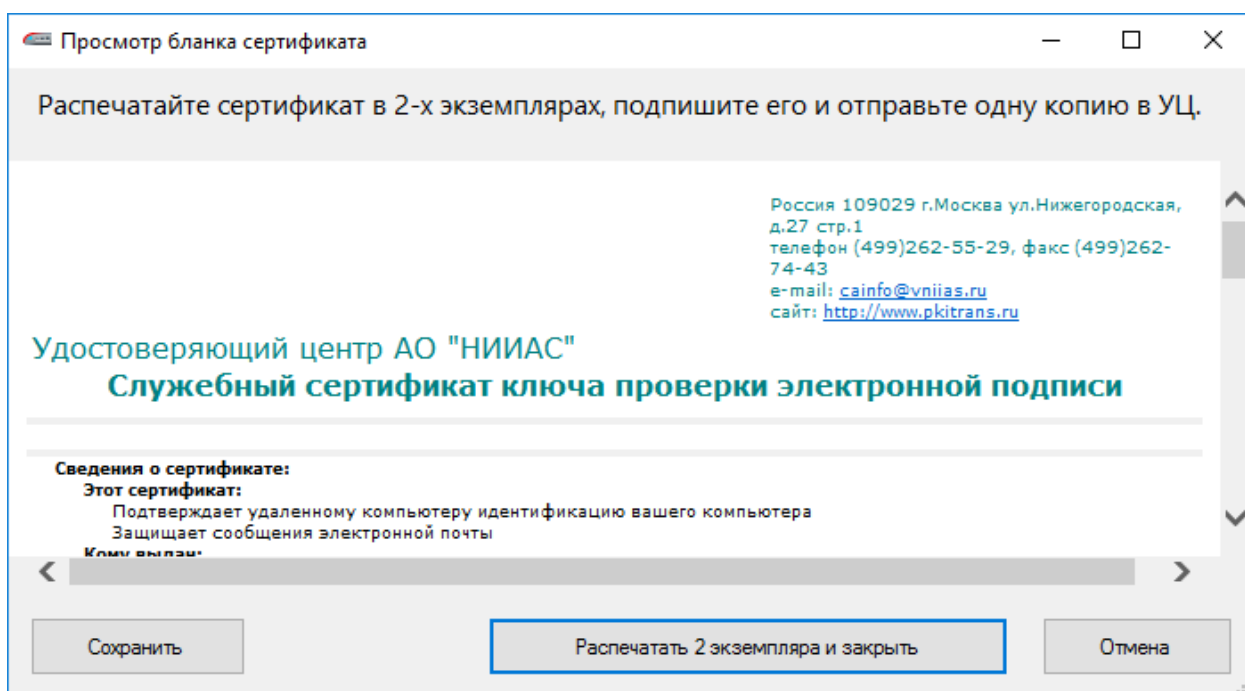 Просмотр бланка сертификата
Распечатайте сертификат в 2-х экземплярах, подпишите его и отправьте одну копию в УЦ.
Россия 109029 г.Москва ул.Нижегородская,
д.27 стр.1
телефон (499)262-55-29, факс (499)262-
74-43
e-mail: cainfo@vniias.ru
сайт: http://www.pkitrans.ru
Удостоверяющий центр АО "НИИАС"
Служебный сертификат ключа проверки электронной подписи
Сведения о сертификате:
Этот сертификат:
Подтверждает удаленному компьютеру идентификацию вашего компьютера
Защищает сообщения электронной почты
Кому выдан:
Сохранить
Распечатать 2 экземпляра и закрыть
Отмена